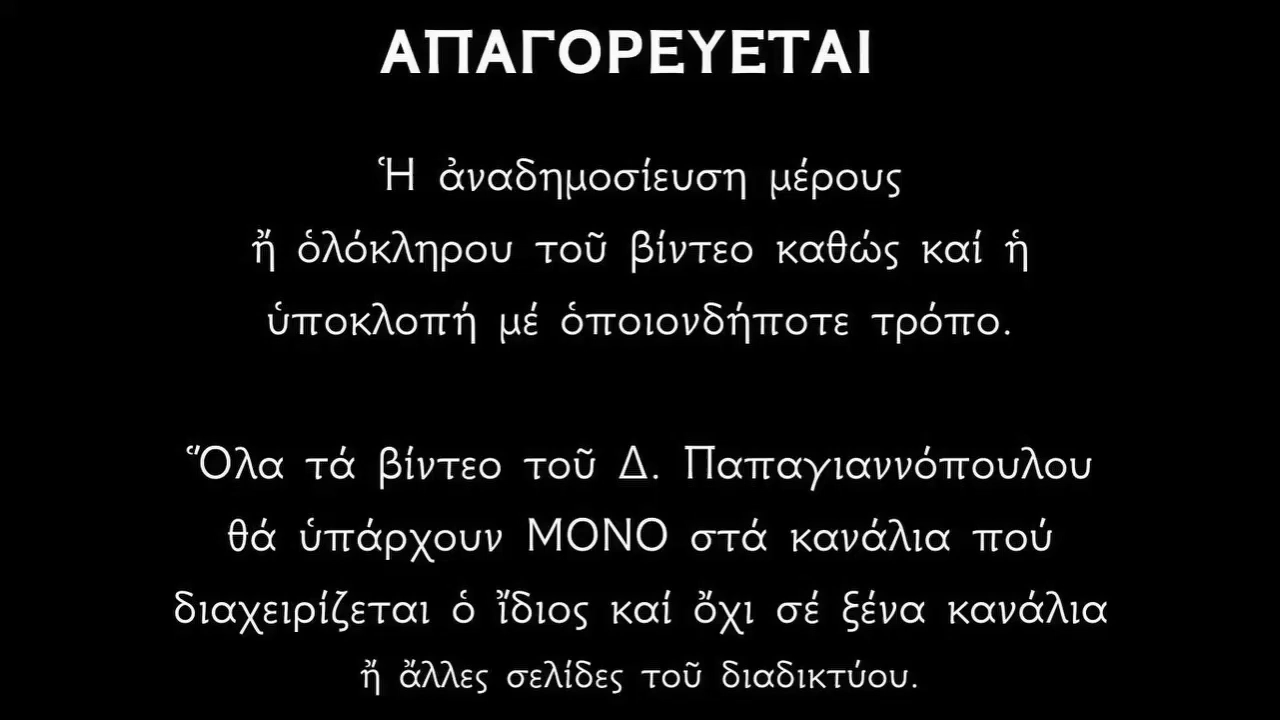 ΑΠΑΓΟΡΕΥΕΤΑΙ
Ἡ ἀναδημοσίευση μέρους
ἤ ὁλόκληρου τοῦ βίντεο καθώς καί ἡ
ὑποκλοπή μέ ὁποιονδήποτε τρόπο.
Ὅλα τά βίντεο τοῦ Δ. Παπαγιαννόπουλου
θά ὑπάρχουν ΜΟΝΟ στά κανάλια πού
διαχειρίζεται ὁ ἴδιος καί ὄχι σέ ξένα κανάλια
ἤ ἄλλες σελίδες τοῦ διαδικτύου.